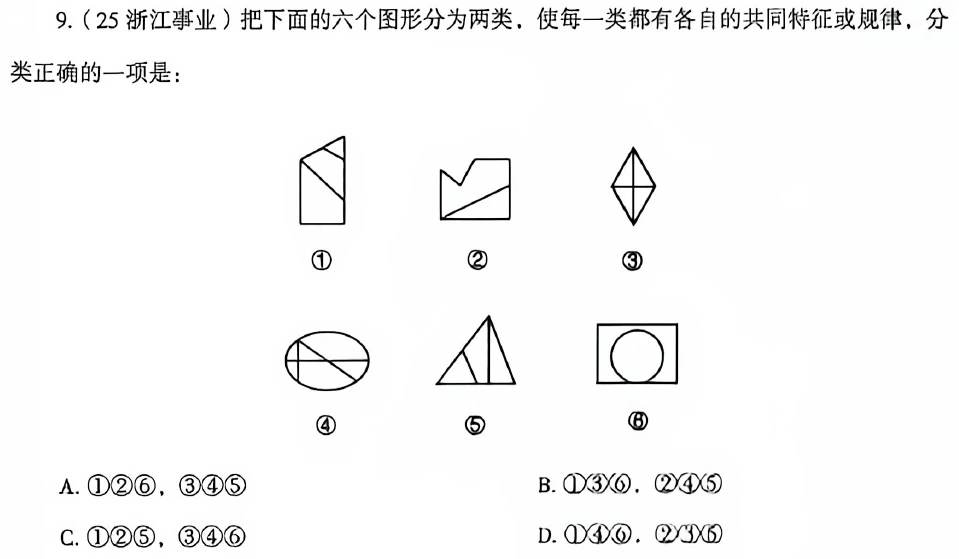 9.(25 浙江事业)把下面的六个图形分为两类，使每一类都有各自的共同特征或规律，分
类正确的一项是：
① ② ③
④ ⑤ ⑥
A. ①②⑥，③④⑤ B. ①③⑥，②④⑤
C. ①②⑤，③④⑥ D. ①④⑥，②③⑤